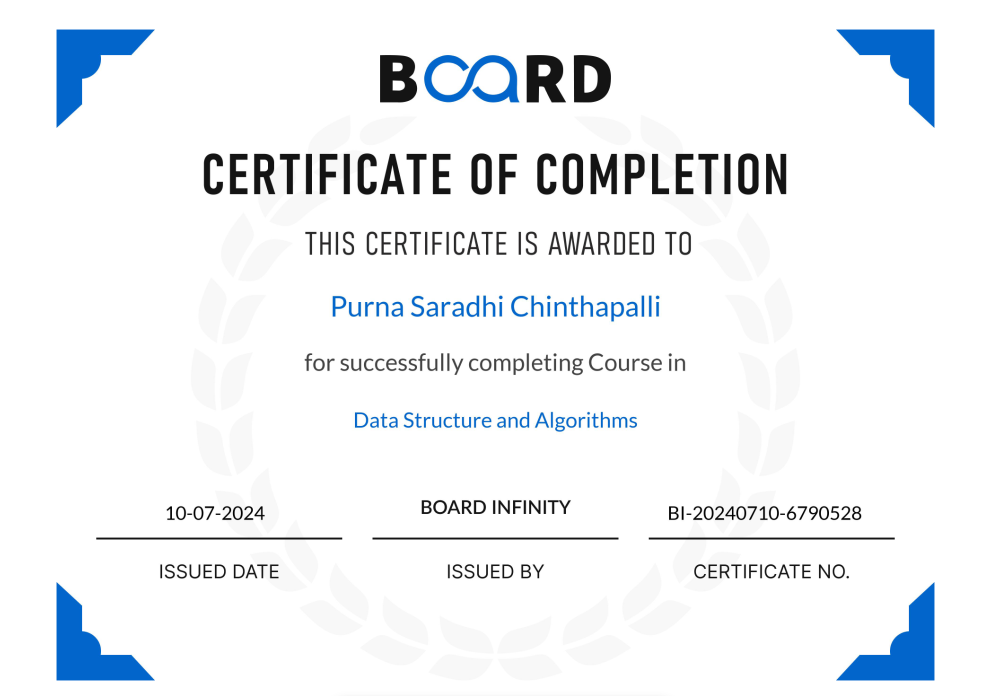 BOARD
CERTIFICATE OF COMPLETION
THIS CERTIFICATE IS AWARDED TO
Purna Saradhi Chinthapalli
for successfully completing Course in
Data Structure and Algorithms
10-07-2024
ISSUED DATE
BOARD INFINITY
ISSUED BY
BI-20240710-6790528
CERTIFICATE NO.